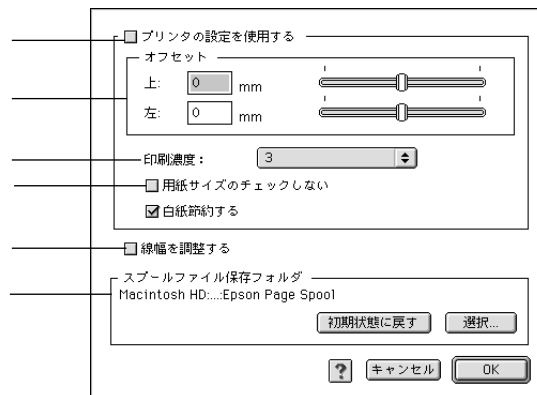 プリンタの設定を使用する
オフセット
上: 0 mm
左: 0 mm
印刷濃度： 3
用紙サイズのチェックしない
白紙節約する
線幅を調整する
スプールファイル保存フォルダ
Macintosh HD:...:Epson Page Spool
初期状態に戻す 選択...
? キャンセル OK